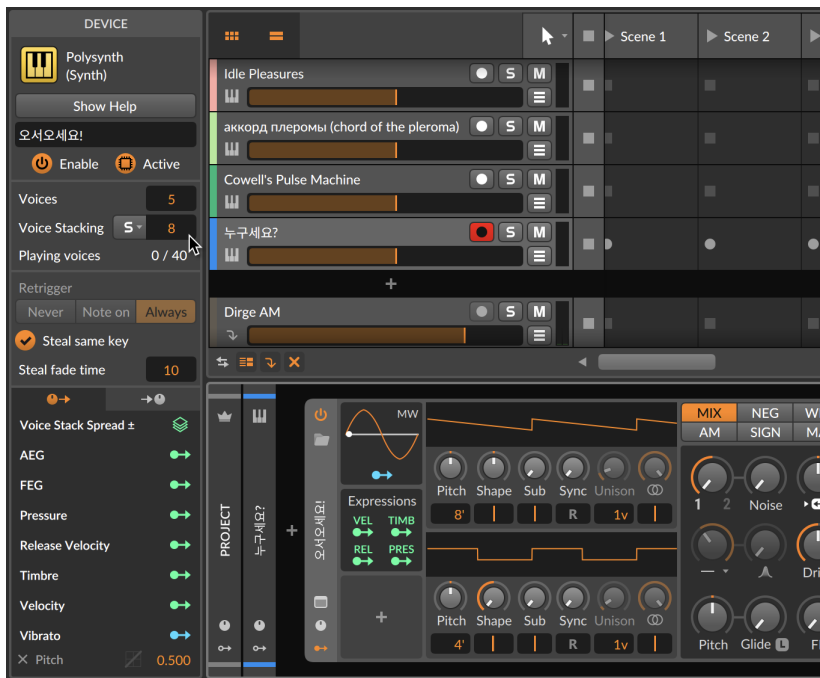 DEVICE
Polysynth
(Synth)
Show Help
오서오세요!
Enable
Active
Voices
5
Voice Stacking
S
8
Playing voices
0 / 40
Retrigger
Never
Note on
Always
Steal same key
Steal fade time
10
Voice Stack Spread ±
AEG
FEG
Pressure
Release Velocity
Timbre
Velocity
Vibrato
Pitch
0.500
Scene 1
Scene 2
Idle Pleasures
S
M
аккорд плеромы (chord of the pleroma)
S
M
Cowell's Pulse Machine
S
M
누구세요?
S
M
Dirge AM
S
M
PROJECT
누구세요?
오서오세요!
MW
Expressions
VEL
TIMB
REL
PRES
Pitch
Shape
Sub
Sync
Unison
8'
R
1v
Pitch
Shape
Sub
Sync
Unison
4'
R
1v
MIX
NEG
AM
SIGN
1
2
Noise
Pitch
Glide
L